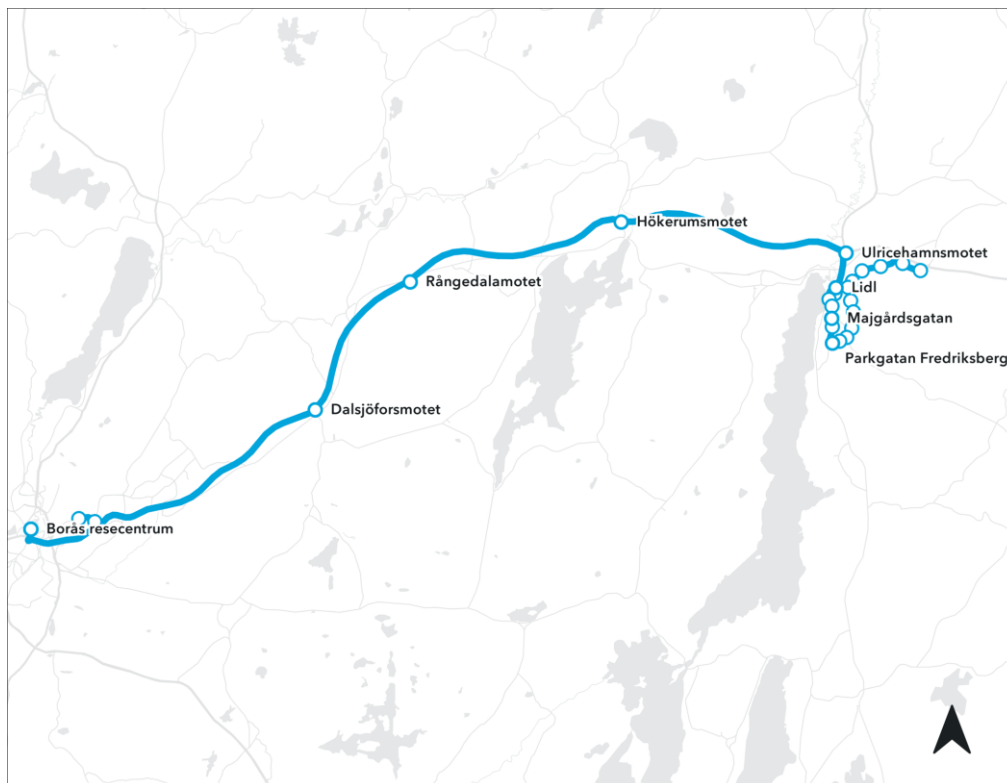 Hökerumsmotet
Ulricehamnsmotet
Rångedalamotet
Lidl
Majgårdsgatan
Parkgatan Fredriksberg
Dalsjöforsmotet
Borås resecentrum